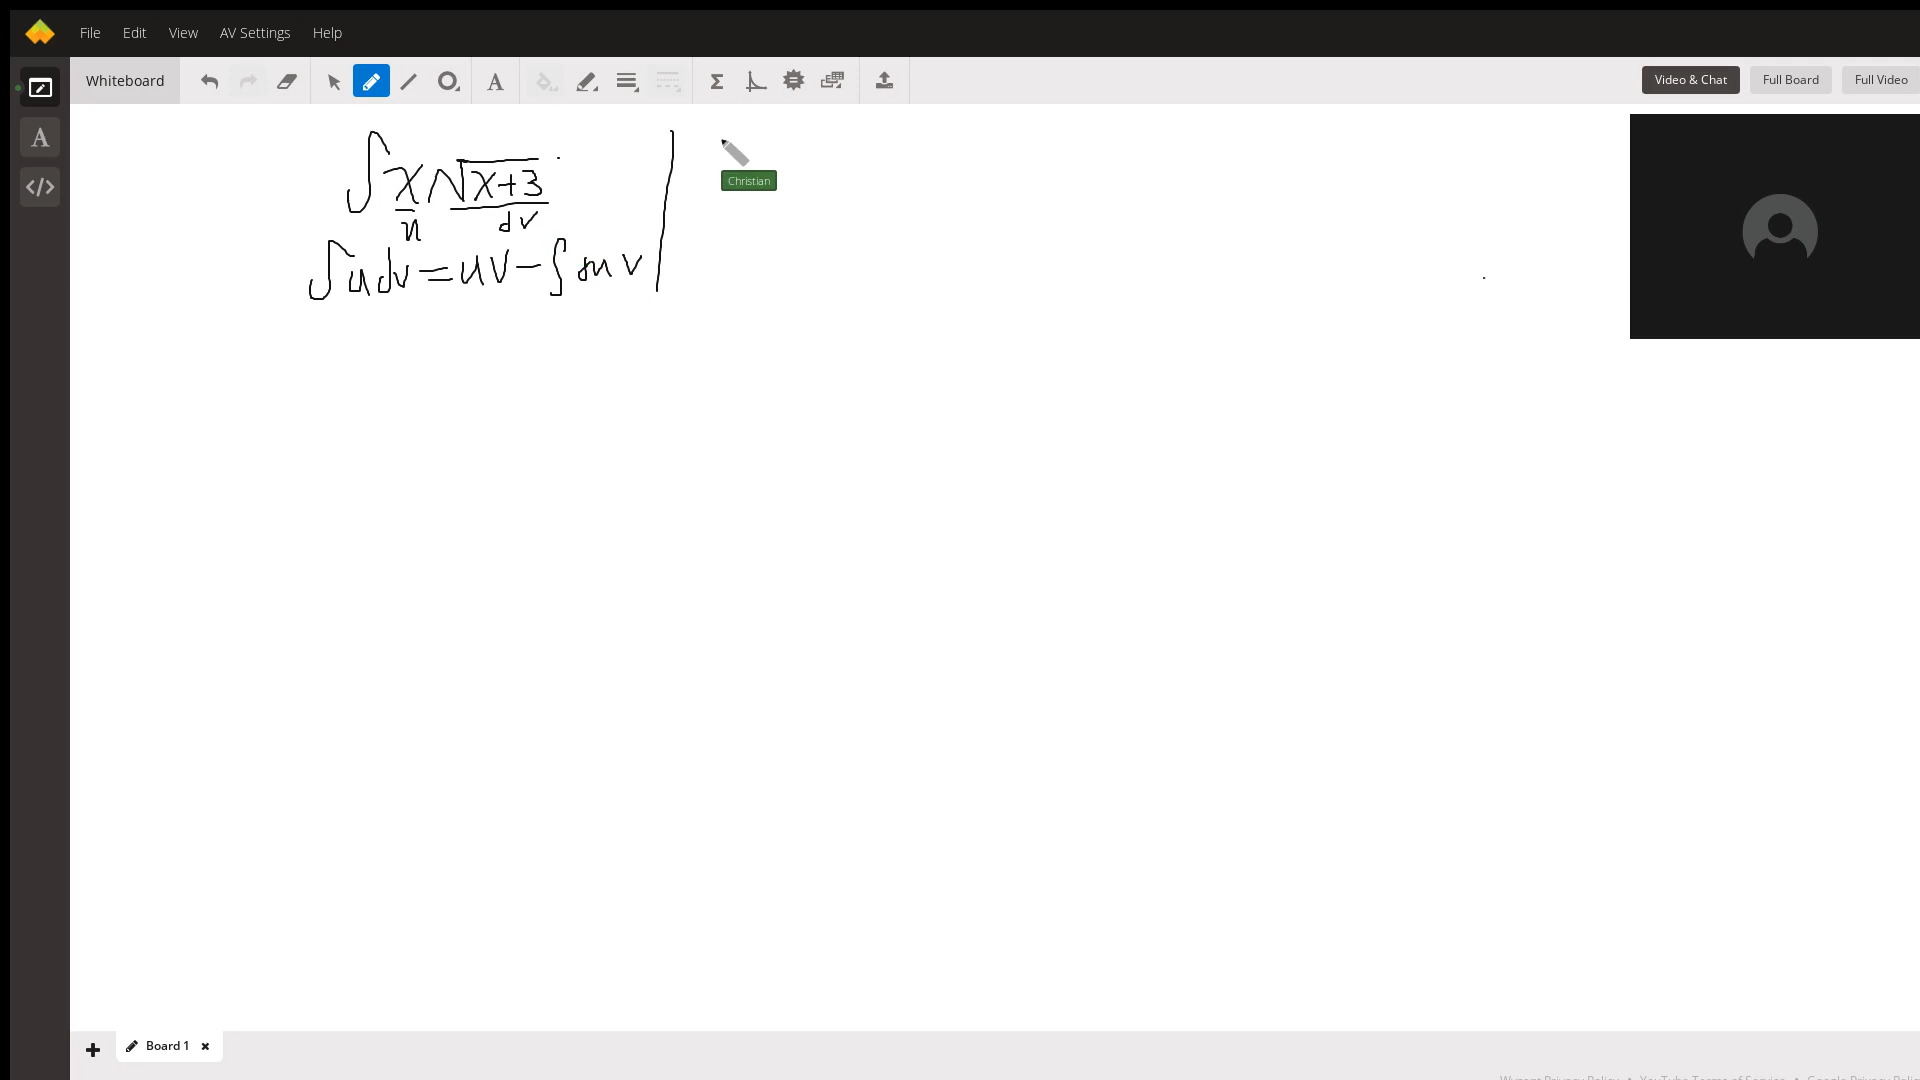 File Edit View AV Settings Help
Whiteboard A Σ Video & Chat Full Board Full Video
A
</>
∫ x √x+3
u dv
∫ u dv = uv - ∫ du v
Christian
+ Board 1 ×